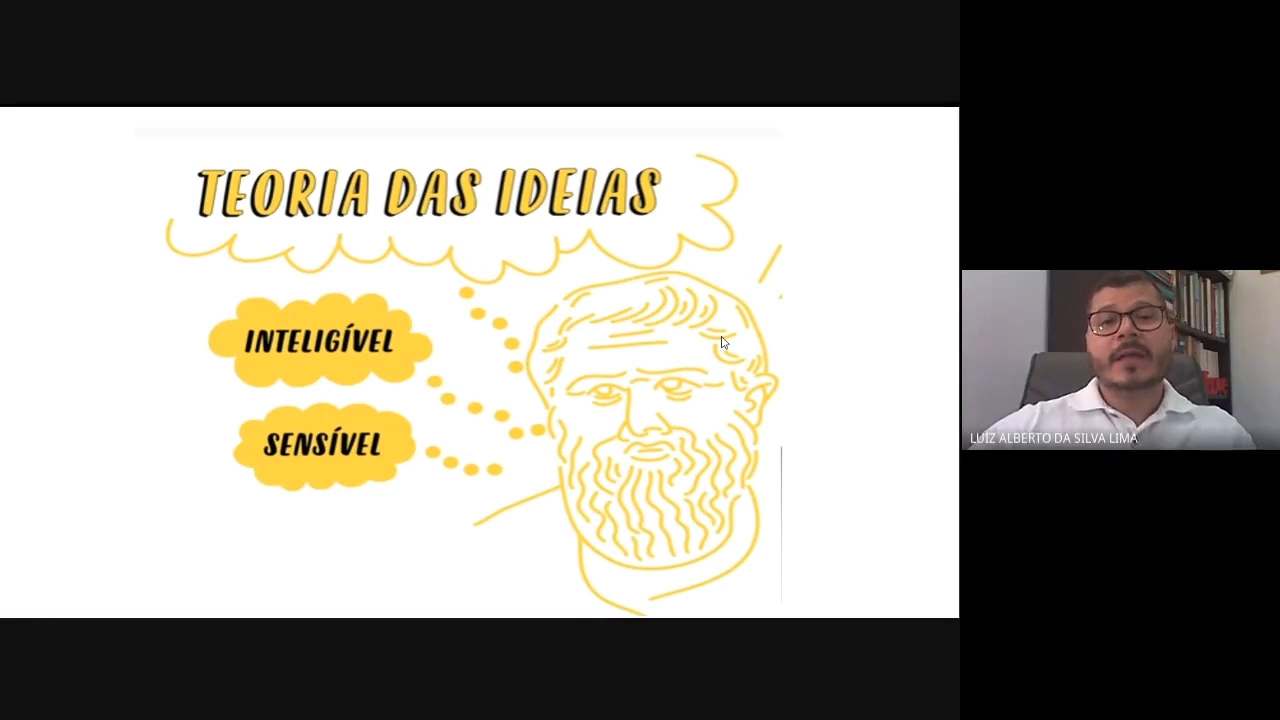 TEORIA DAS IDEIAS
INTELIGÍVEL
SENSÍVEL
LUIZ ALBERTO DA SILVA LIMA